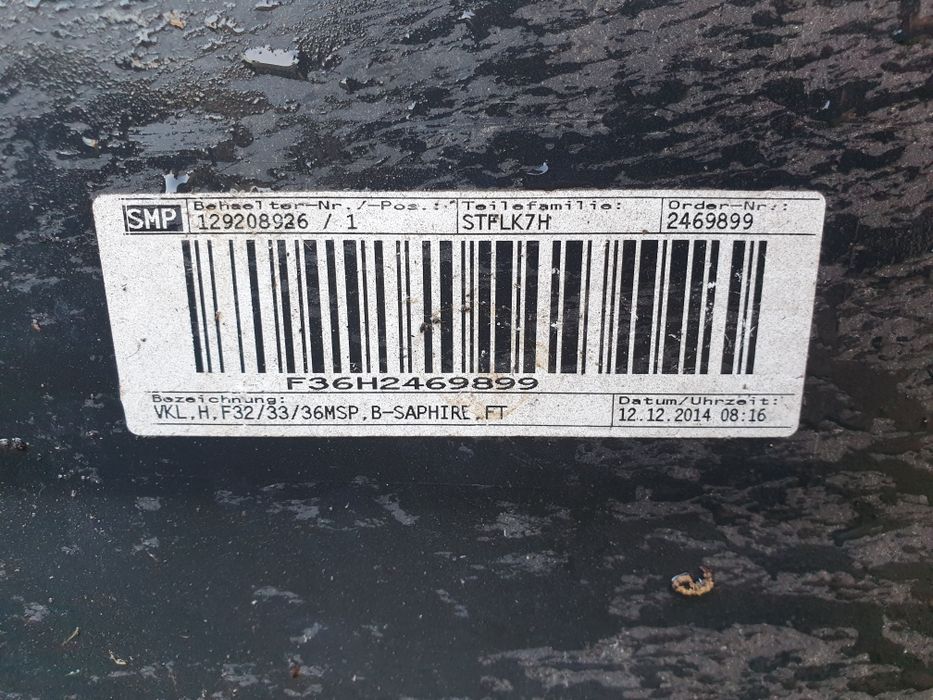 SMP Behaelter-Nr./-Pos.: Teilefamilie: Order-Nr.:
129208926 / 1 STFLK7H 2469899
F36H2469899
Bezeichnung: Datum/Uhrzeit:
VKL,H,F32/33/36MSP,B-SAPHIRE,FT 12.12.2014 08:16